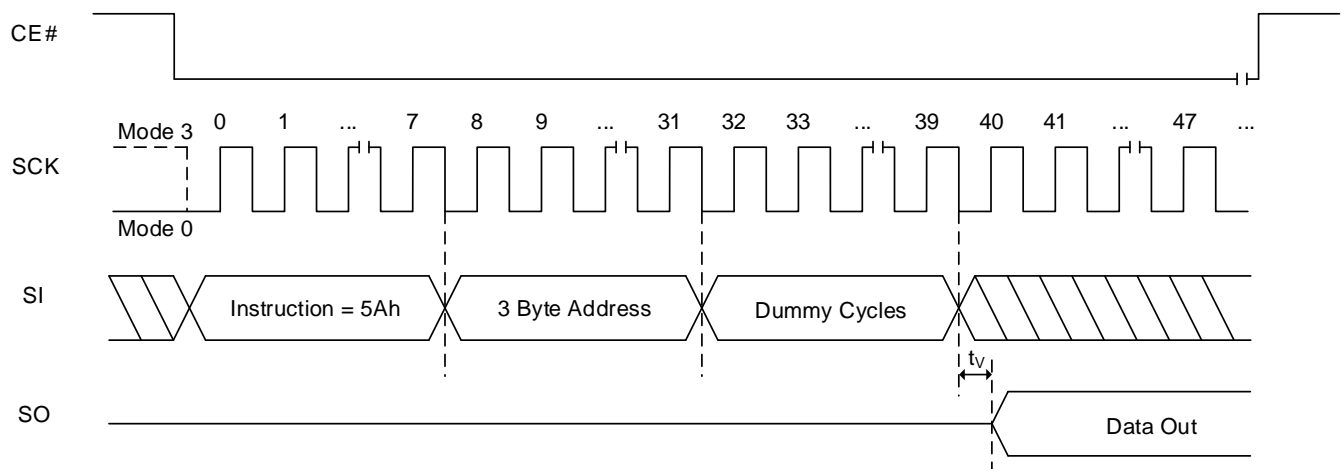 CE#
0 1 ... 7 8 9 ... 31 32 33 ... 39 40 41 ... 47 ...
Mode 3
SCK
Mode 0
SI
Instruction = 5Ah
3 Byte Address
Dummy Cycles
tV
SO
Data Out